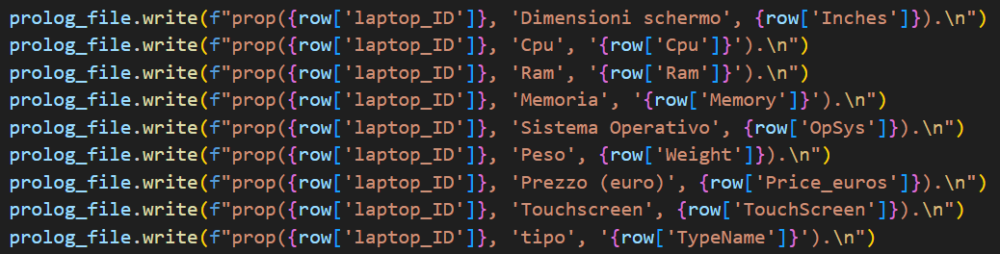 prolog_file.write(f"prop({row['laptop_ID']}, 'Dimensioni schermo', {row['Inches']}).\n")
prolog_file.write(f"prop({row['laptop_ID']}, 'Cpu', '{row['Cpu']}').\n")
prolog_file.write(f"prop({row['laptop_ID']}, 'Ram', '{row['Ram']}').\n")
prolog_file.write(f"prop({row['laptop_ID']}, 'Memoria', '{row['Memory']}').\n")
prolog_file.write(f"prop({row['laptop_ID']}, 'Sistema Operativo', {row['OpSys']}).\n")
prolog_file.write(f"prop({row['laptop_ID']}, 'Peso', {row['Weight']}).\n")
prolog_file.write(f"prop({row['laptop_ID']}, 'Prezzo (euro)', {row['Price_euros']}).\n")
prolog_file.write(f"prop({row['laptop_ID']}, 'Touchscreen', {row['TouchScreen']}).\n")
prolog_file.write(f"prop({row['laptop_ID']}, 'tipo', '{row['TypeName']}').\n")